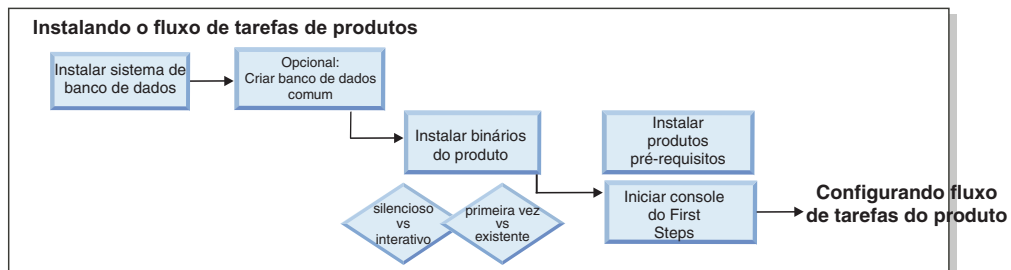 Instalando o fluxo de tarefas de produtos
Instalar sistema de
banco de dados
Opcional:
Criar banco de dados
comum
Instalar binários
do produto
Instalar
produtos
pré-requisitos
silencioso
vs
interativo
primeira vez
vs
existente
Iniciar console
do First
Steps
Configurando fluxo
de tarefas do produto